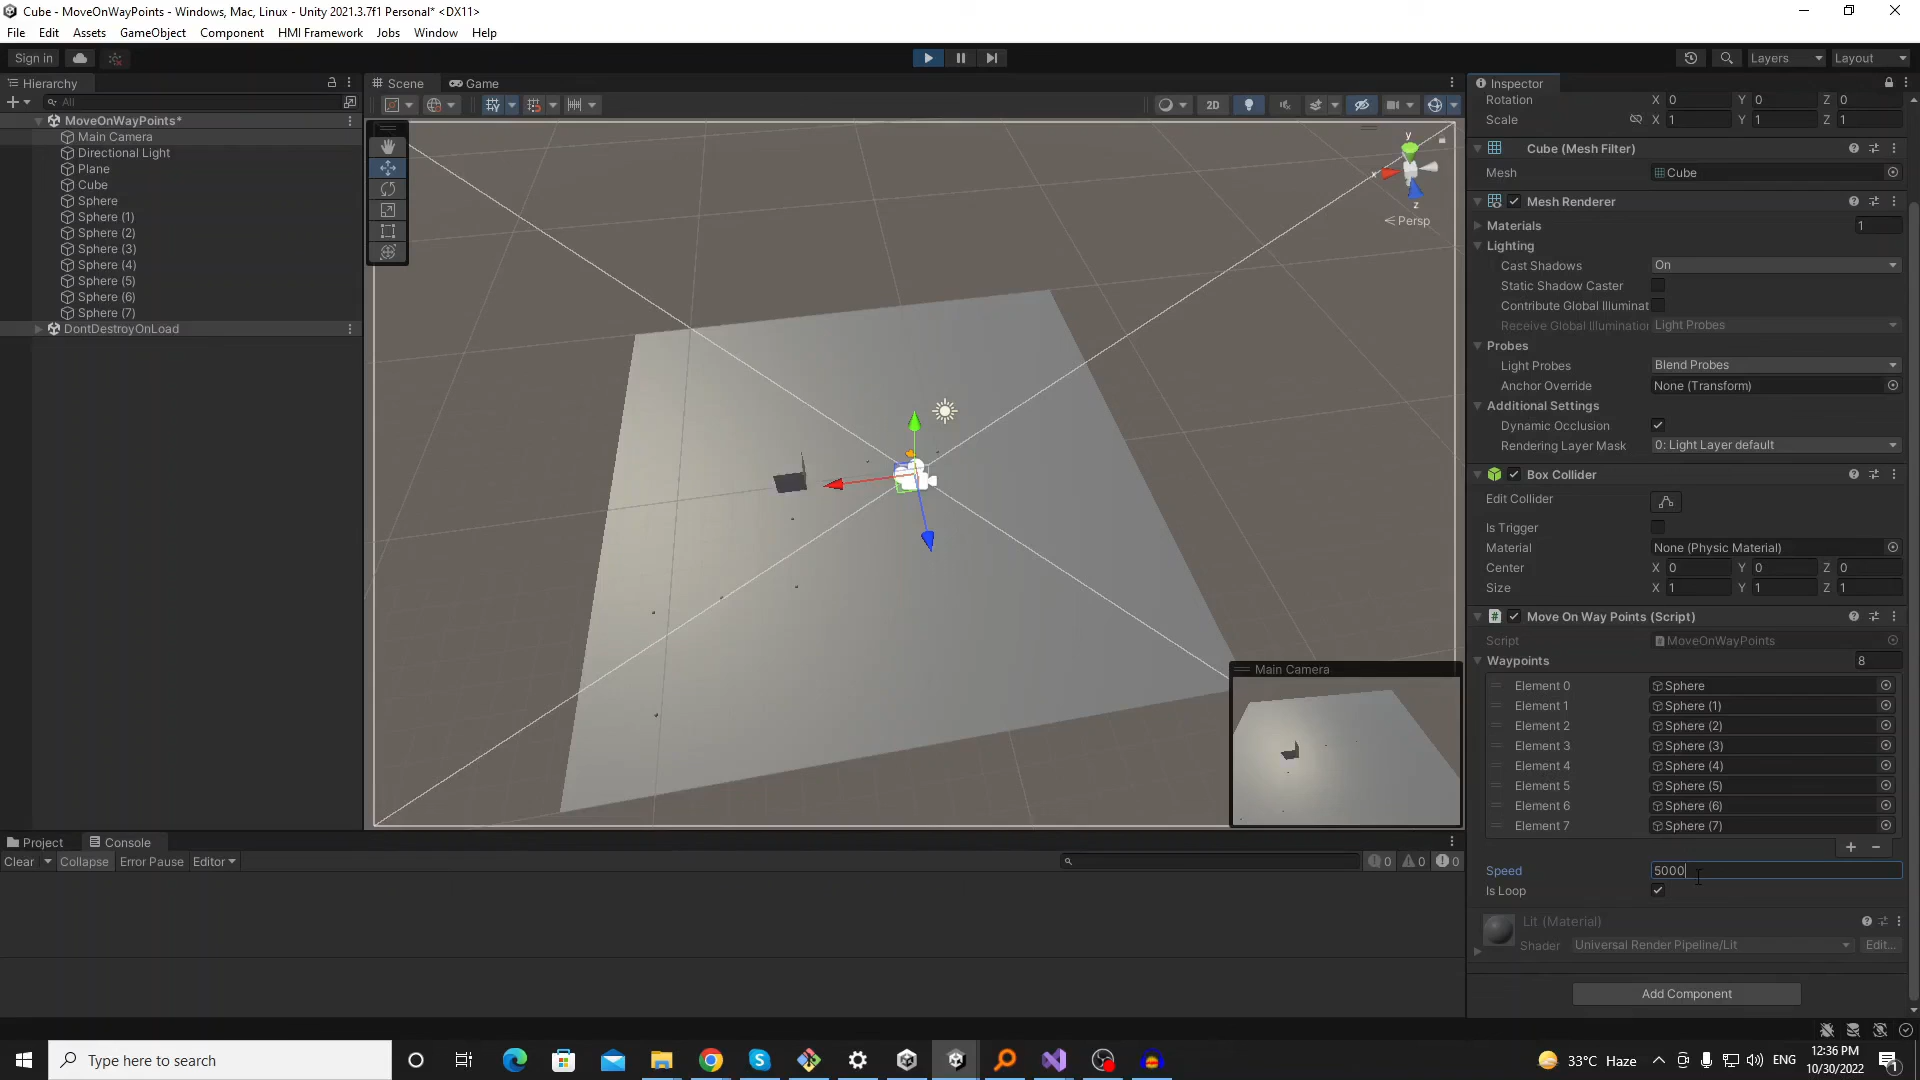 Cube - MoveOnWayPoints - Windows, Mac, Linux - Unity 2021.3.7f1 Personal* <DX11>
File Edit Assets GameObject Component HMI Framework Jobs Window Help
Sign in
Layers
Layout
Hierarchy
All
MoveOnWayPoints*
Main Camera
Directional Light
Plane
Cube
Sphere
Sphere (1)
Sphere (2)
Sphere (3)
Sphere (4)
Sphere (5)
Sphere (6)
Sphere (7)
DontDestroyOnLoad
Scene
Game
2D
y
x
z
Persp
Main Camera
Inspector
Rotation X 0 Y 0 Z 0
Scale X 1 Y 1 Z 1
Cube (Mesh Filter)
Mesh Cube
Mesh Renderer
Materials 1
Lighting
Cast Shadows On
Static Shadow Caster
Contribute Global Illuminat
Receive Global Illumination Light Probes
Probes
Light Probes Blend Probes
Anchor Override None (Transform)
Additional Settings
Dynamic Occlusion
Rendering Layer Mask 0: Light Layer default
Box Collider
Edit Collider
Is Trigger
Material None (Physic Material)
Center X 0 Y 0 Z 0
Size X 1 Y 1 Z 1
Move On Way Points (Script)
Script MoveOnWayPoints
Waypoints 8
Element 0 Sphere
Element 1 Sphere (1)
Element 2 Sphere (2)
Element 3 Sphere (3)
Element 4 Sphere (4)
Element 5 Sphere (5)
Element 6 Sphere (6)
Element 7 Sphere (7)
Speed 5000
Is Loop
Lit (Material)
Shader Universal Render Pipeline/Lit Edit...
Add Component
Project Console
Clear Collapse Error Pause Editor
0 0 0
Type here to search
33°C Haze
ENG
12:36 PM
10/30/2022
1